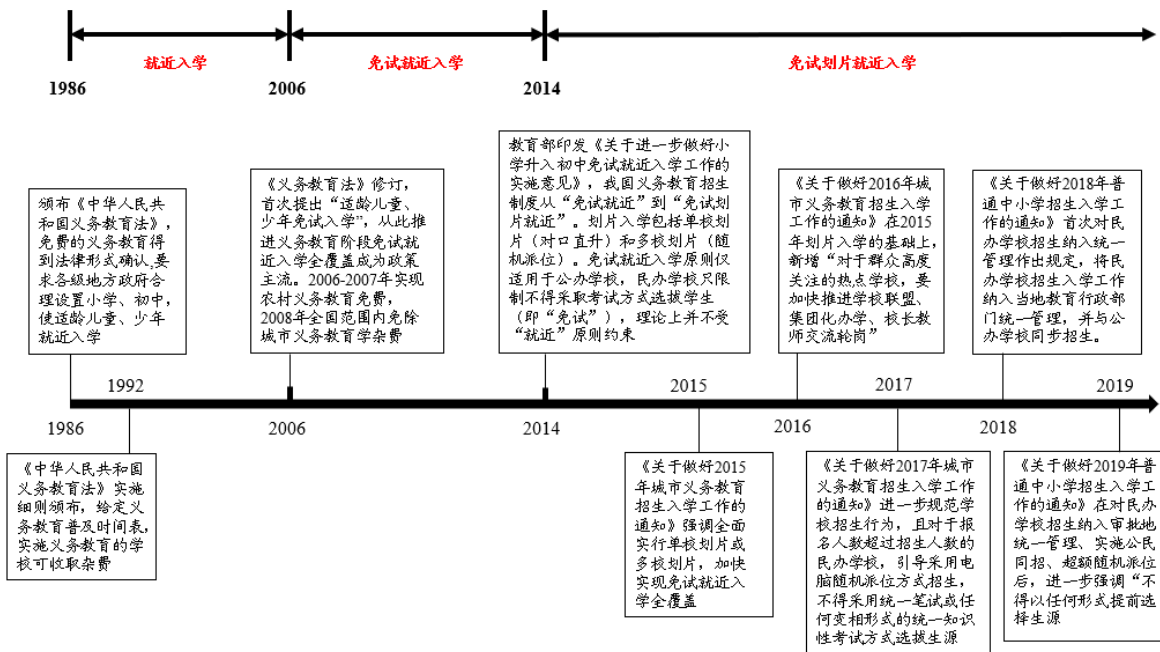 就近入学
免试就近入学
免试划片就近入学
1986
2006
2014
颁布《中华人民共
和国义务教育法》，
免费的义务教育得
到法律形式确认,要
求各级地方政府合
理设置小学、初中，
使适龄儿童、少年
就近入学
《义务教育法》修订，
首次提出“适龄儿童、
少年免试入学”，从此推
进义务教育阶段免试就
近入学全覆盖成为政策
主流。2006-2007年实现
农村义务教育免费，
2008年全国范围内免除
城市义务教育学杂费
教育部印发《关于进一步做好小
学升入初中免试就近入学工作的
实施意见》，我国义务教育招生
制度从“免试就近”到“免试划
片就近”。划片入学包括单校划
片（对口直升）和多校划片（随
机派位）。免试就近入学原则仅
适用于公办学校，民办学校只限
制不得采取考试方式选拔学生
（即“免试”），理论上并不受
“就近”原则约束
《关于做好2016年城
市义务教育招生入学
工作的通知》在2015
年划片入学的基础上，
新增“对于群众高度
关注的热点学校，要
加快推进学校联盟、
集团化办学、校长教
师交流轮岗”
《关于做好2018年普
通中小学招生入学工
作的通知》首次对民
办学校招生纳入统一
管理作出规定，将民
办学校招生入学工作
纳入当地教育行政部
门统一管理，并与公
办学校同步招生。
1992
2015
2017
2019
1986
2006
2014
2016
2018
《中华人民共和国
义务教育法》实施
细则颁布，给定义
务教育普及时间表，
实施义务教育的学
校可收取杂费
《关于做好2015
年城市义务教育
招生入学工作的
通知》强调全面
实行单校划片或
多校划片，加快
实现免试就近入
学全覆盖
《关于做好2017年城市
义务教育招生入学工作
的通知》进一步规范
学校招生行为，且对于报
名人数超过招生人数的
民办学校，引导采用电
脑随机派位方式招生，
不得采用统一笔试或任
何变相形式的统一知识
性考试方式选拔生源
《关于做好2019年普
通中小学招生入学工
作的通知》在对民办
学校招生纳入审批地
统一管理、实施公民
同招、超额随机派位
后，进一步强调“不
得以任何形式提前选
择生源